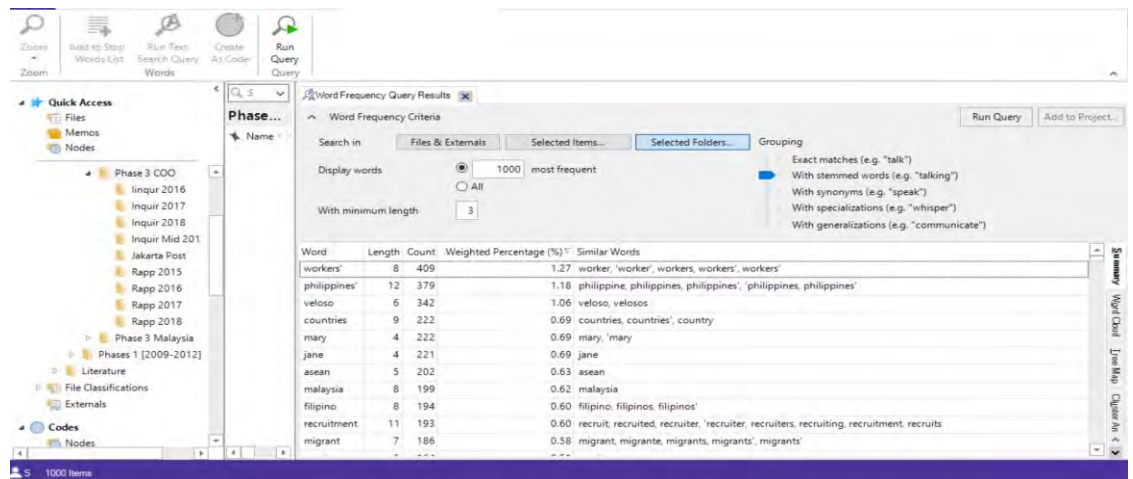 Zoom
Add to Stop Words List
Run Text Search Query
Create As Code
Run Query
Zoom
Words
Query
Quick Access
Files
Memos
Nodes
Phase 3 COO
Iinqur 2016
Inquir 2017
Inquir 2018
Inquir Mid 201
Jakarta Post
Rapp 2015
Rapp 2016
Rapp 2017
Rapp 2018
Phase 3 Malaysia
Phases 1 [2009-2012]
Literature
File Classifications
Externals
Codes
Nodes
S
Phase...
Name
Word Frequency Query Results
Word Frequency Criteria
Run Query
Add to Project...
Search in
Files & Externals
Selected Items...
Selected Folders...
Grouping
Display words
1000 most frequent
All
With minimum length
3
Exact matches (e.g. "talk")
With stemmed words (e.g. "talking")
With synonyms (e.g. "speak")
With specializations (e.g. "whisper")
With generalizations (e.g. "communicate")
Word Length Count Weighted Percentage (%) Similar Words
workers' 8 409 1.27 worker, 'worker', workers, workers', workers'
philippines' 12 379 1.18 philippine, philippines, philippines', 'philippines, philippines'
veloso 6 342 1.06 veloso, velosos
countries 9 222 0.69 countries, countries', country
mary 4 222 0.69 mary, 'mary
jane 4 221 0.69 jane
asean 5 202 0.63 asean
malaysia 8 199 0.62 malaysia
filipino 8 194 0.60 filipino, filipinos, filipinos'
recruitment 11 193 0.60 recruit, recruited, recruiter, 'recruiter, recruiters, recruiting, recruitment, recruits
migrant 7 186 0.58 migrant, migrante, migrants, migrants', migrants'
Summary
Word Cloud
Tree Map
Cluster An
S 1000 Items